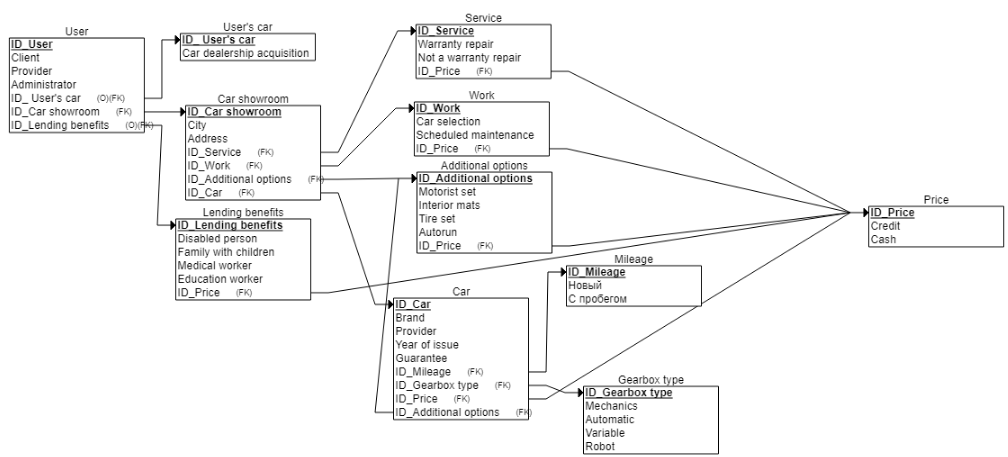 User
ID_User
Client
Provider
Administrator
ID_ User's car (O)(FK)
ID_Car showroom (FK)
ID_Lending benefits (O)(FK)
User's car
ID_ User's car
Car dealership acquisition
Car showroom
ID_Car showroom
City
Address
ID_Service (FK)
ID_Work (FK)
ID_Additional options (FK)
ID_Car (FK)
Lending benefits
ID_Lending benefits
Disabled person
Family with children
Medical worker
Education worker
ID_Price (FK)
Service
ID_Service
Warranty repair
Not a warranty repair
ID_Price (FK)
Work
ID_Work
Car selection
Scheduled maintenance
ID_Price (FK)
Additional options
ID_Additional options
Motorist set
Interior mats
Tire set
Autorun
ID_Price (FK)
Car
ID_Car
Brand
Provider
Year of issue
Guarantee
ID_Mileage (FK)
ID_Gearbox type (FK)
ID_Price (FK)
ID_Additional options (FK)
Mileage
ID_Mileage
Новый
С пробегом
Gearbox type
ID_Gearbox type
Mechanics
Automatic
Variable
Robot
Price
ID_Price
Credit
Cash